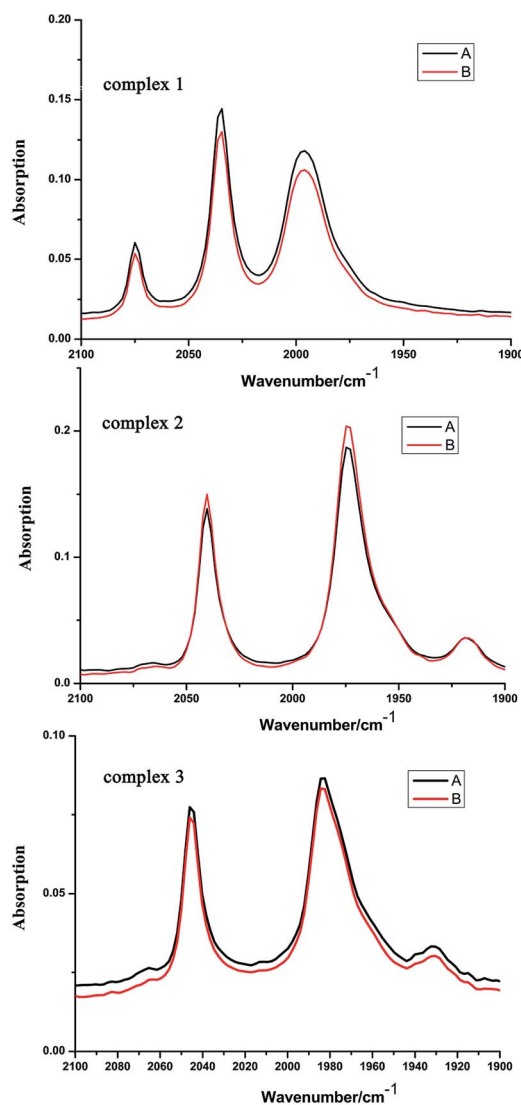 0.20
A
B
complex 1
0.15
Absorption
0.10
0.05
0.00
2100 2050 2000 1950 1900
Wavenumber/cm-1
complex 2
A
B
0.2
Absorption
0.1
0.0
2100 2050 2000 1950 1900
Wavenumber/cm-1
0.10
complex 3
A
B
Absorption
0.05
0.00
2100 2080 2060 2040 2020 2000 1980 1960 1940 1920 1900
Wavenumber/cm-1